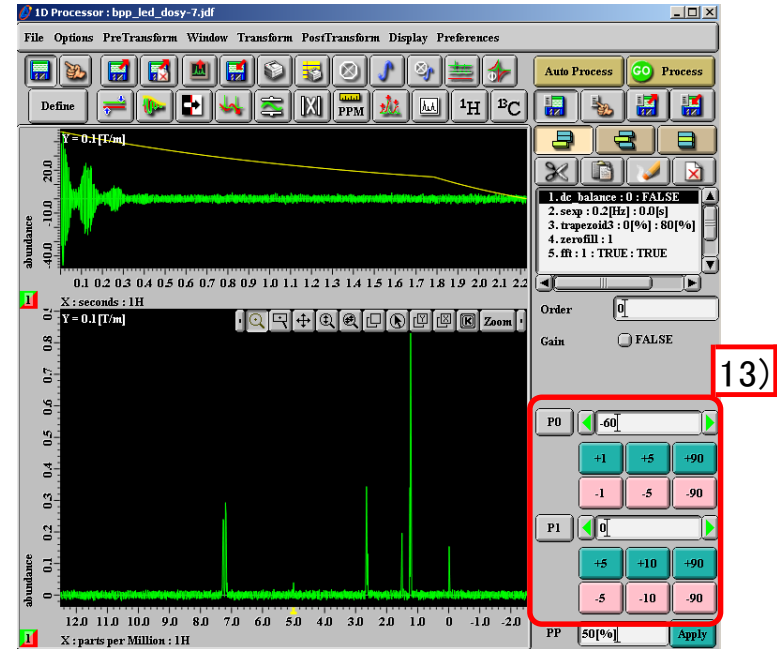 1D Processor : bpp_led_dosy-7.jdf
File Options PreTransform Window Transform PostTransform Display Preferences
Auto Process GO Process
Define PPM 1H 13C
Y = 0.1[T/m]
abundance
-40.0 -10.0 20.0
0.1 0.2 0.3 0.4 0.5 0.6 0.7 0.8 0.9 1.0 1.1 1.2 1.3 1.4 1.5 1.6 1.7 1.8 1.9 2.0 2.1 2.2
1 X : seconds : 1H
1. dc_balance : 0 : FALSE
2. sexp : 0.2[Hz] : 0.0[s]
3. trapezoid3 : 0[%] : 80[%]
4. zerofill : 1
5. fft : 1 : TRUE : TRUE
Order 0
Gain FALSE
13)
Y = 0.1[T/m]
K Zoom
abundance
0 0.1 0.2 0.3 0.4 0.5 0.7 0.8
12.0 11.0 10.0 9.0 8.0 7.0 6.0 5.0 4.0 3.0 2.0 1.0 0 -1.0 -2.0
1 X : parts per Million : 1H
P0 -60
+1 +5 +90
-1 -5 -90
P1 0
+5 +10 +90
-5 -10 -90
PP 50[%] Apply